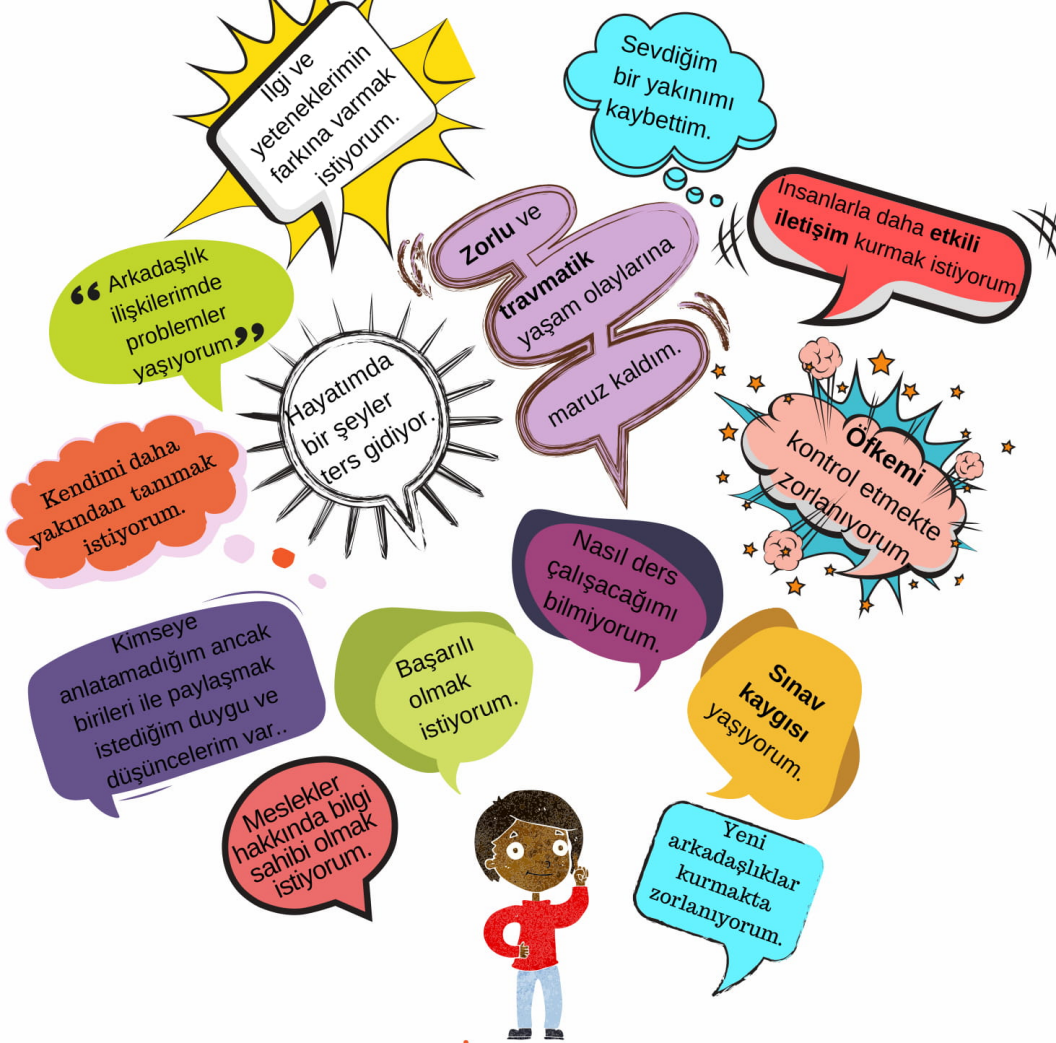 Ilgi ve
yeteneklerimin
farkına varmak
istiyorum.
Sevdiğim
bir yakınımı
kaybettim.
İnsanlarla daha etkili
iletişim kurmak istiyorum
Zorlu ve
travmatik
yaşam olaylarına
maruz kaldım.
“ Arkadaşlık
ilişkilerimde
problemler
yaşıyorum.”
Hayatımda
bir şeyler
ters gidiyor.
Öfkemi
kontrol etmekte
zorlanıyorum
Kendimi daha
yakından tanımak
istiyorum.
Nasıl ders
çalışacağımı
bilmiyorum.
Kimseye
anlatamadığım ancak
birileri ile paylaşmak
istediğim duygu ve
düşüncelerim var..
Başarılı
olmak
istiyorum.
Sınav
kaygısı
yaşıyorum.
Meslekler
hakkında bilgi
sahibi olmak
istiyorum.
Yeni
arkadaşlıklar
kurmakta
zorlanıyorum.